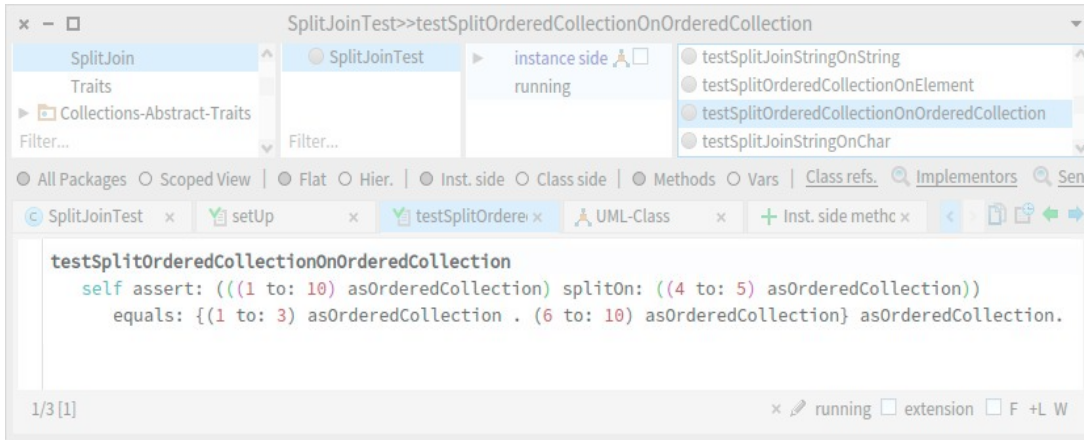 SplitJoinTest>>testSplitOrderedCollectionOnOrderedCollection
SplitJoin
Traits
Collections-Abstract-Traits
Filter...
SplitJoinTest
Filter...
instance side
running
testSplitJoinStringOnString
testSplitOrderedCollectionOnElement
testSplitOrderedCollectionOnOrderedCollection
testSplitJoinStringOnChar
All Packages Scoped View | Flat Hier. | Inst. side Class side | Methods Vars | Class refs. Implementors Sen
SplitJoinTest × setUp × testSplitOrdere × UML-Class × Inst. side methc ×
testSplitOrderedCollectionOnOrderedCollection
self assert: (((1 to: 10) asOrderedCollection) splitOn: ((4 to: 5) asOrderedCollection))
equals: {(1 to: 3) asOrderedCollection . (6 to: 10) asOrderedCollection} asOrderedCollection.
1/3 [1] × running extension F +L W